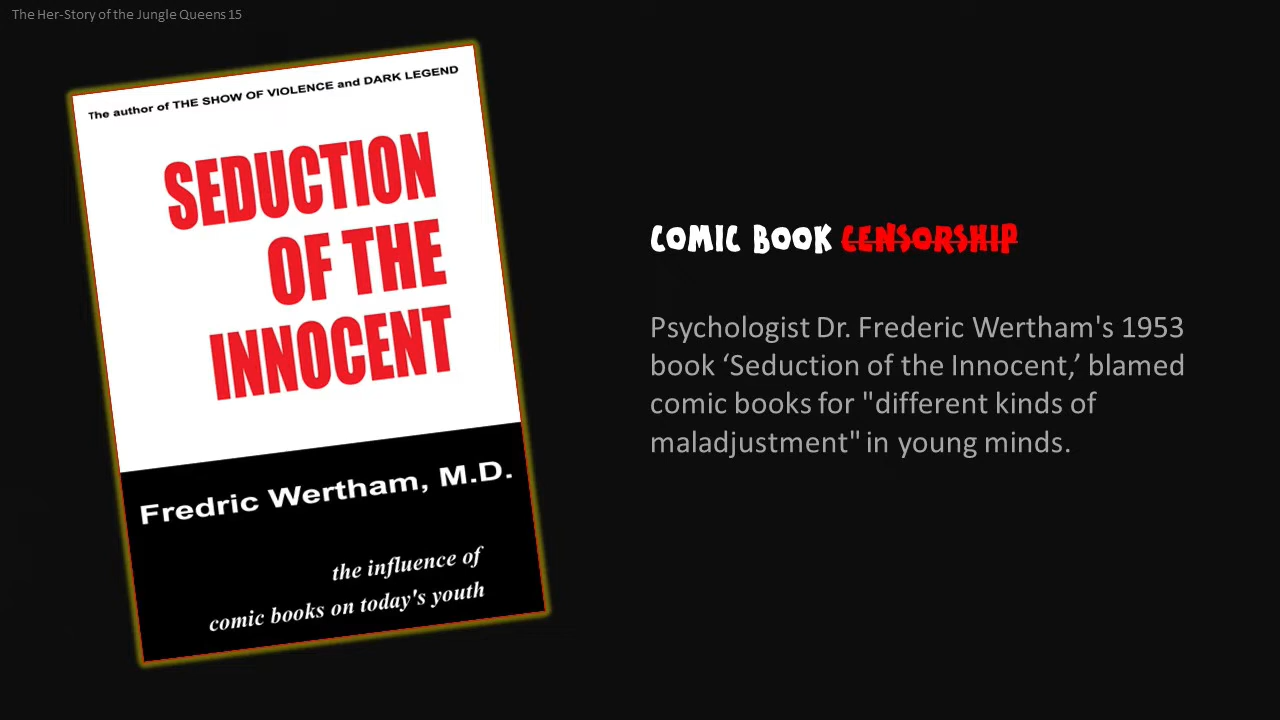 The Her-Story of the Jungle Queens 15
The author of THE SHOW OF VIOLENCE and DARK LEGEND
SEDUCTION
OF THE
INNOCENT
Fredric Wertham, M.D.
the influence of
comic books on today's youth
COMIC BOOK CENSORSHIP
Psychologist Dr. Frederic Wertham's 1953
book ‘Seduction of the Innocent,’ blamed
comic books for "different kinds of
maladjustment" in young minds.